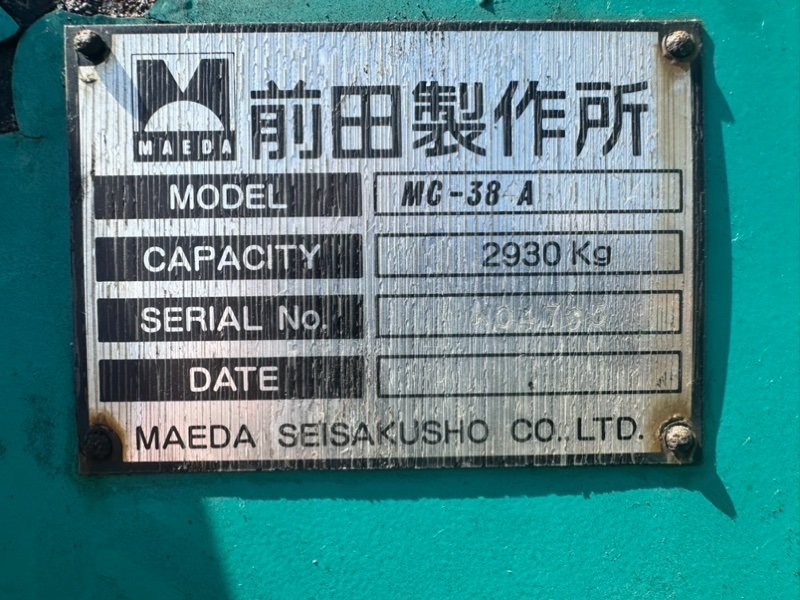 MAEDA 前田製作所
MODEL MC-38 A
CAPACITY 2930 Kg
SERIAL No.
DATE
MAEDA SEISAKUSHO CO., LTD.